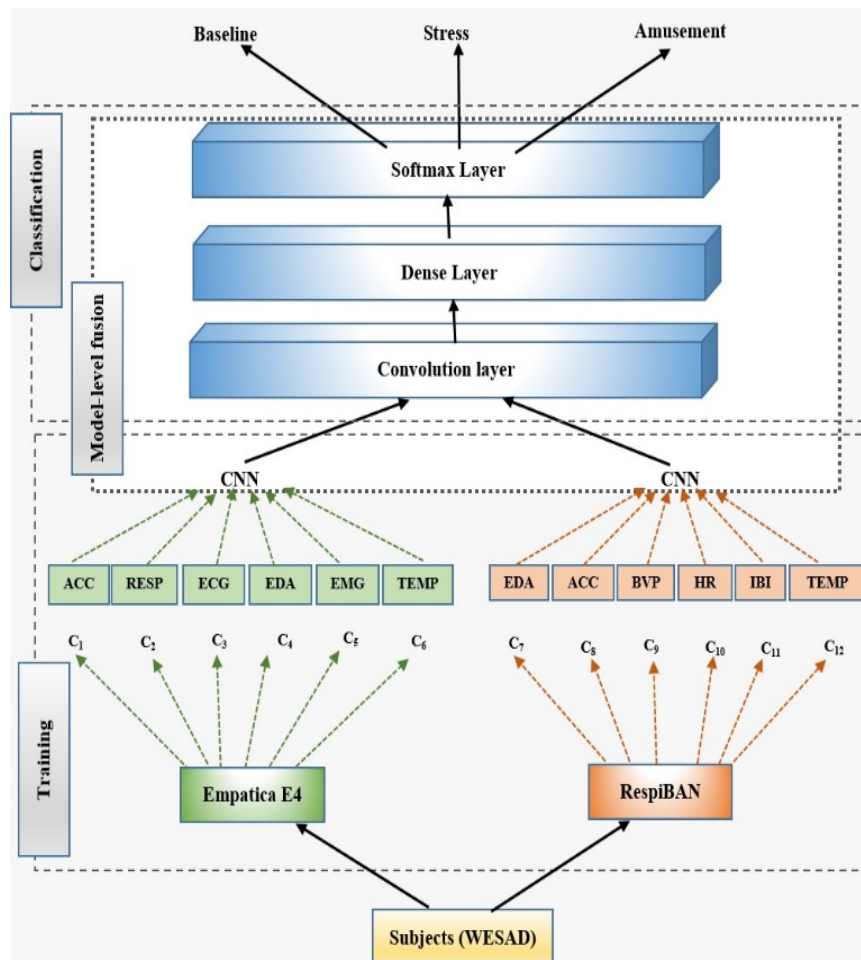 Baseline Stress Amusement
Classification
Softmax Layer
Dense Layer
Model-level fusion
Convolution layer
CNN CNN
ACC RESP ECG EDA EMG TEMP EDA ACC BVP HR IBI TEMP
C1 C2 C3 C4 C5 C6 C7 C8 C9 C10 C11 C12
Training
Empatica E4 RespiBAN
Subjects (WESAD)